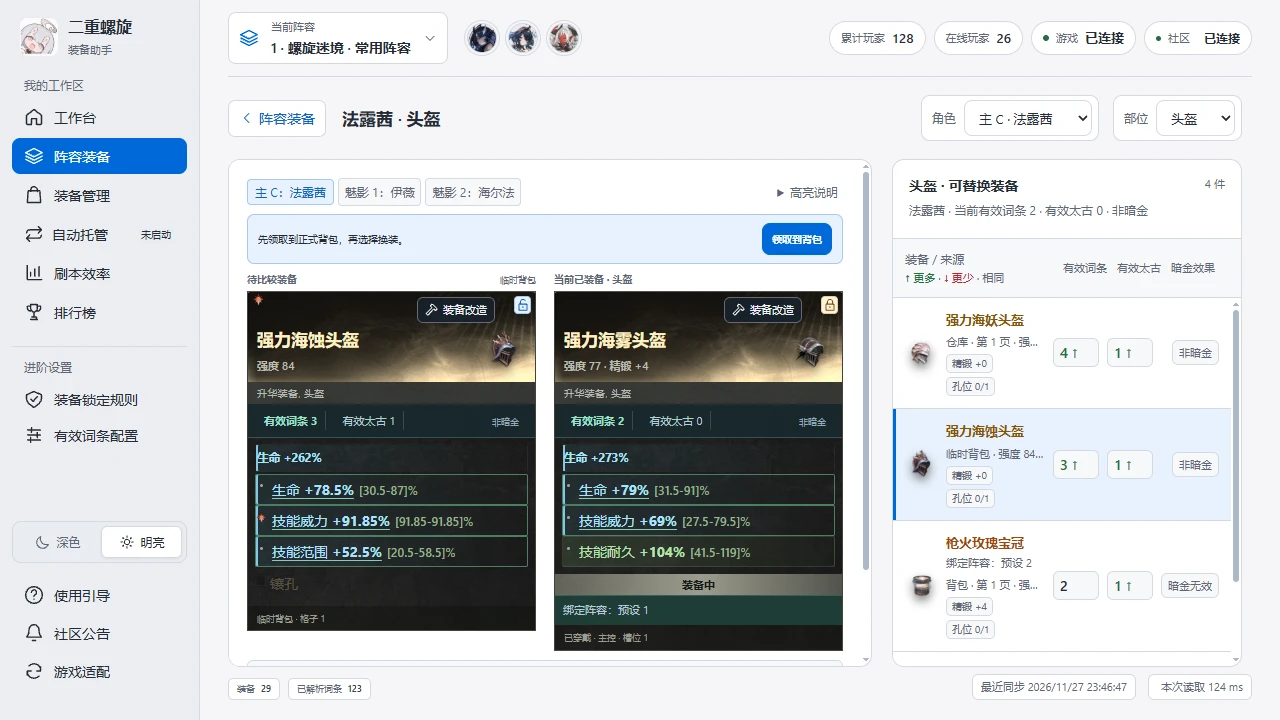 二重螺旋
装备助手
我的工作区
工作台
阵容装备
装备管理
自动托管 未启动
刷本效率
排行榜
进阶设置
装备锁定规则
有效词条配置
深色 明亮
使用引导
社区公告
游戏适配
当前阵容
1 · 螺旋迷境 · 常用阵容
累计玩家 128
在线玩家 26
游戏 已连接
社区 已连接
阵容装备
法露茜 · 头盔
角色 主 C · 法露茜
部位 头盔
主 C：法露茜 魅影 1：伊薇 魅影 2：海尔法
▶ 高亮说明
先领取到正式背包，再选择换装。
领取到背包
待比较装备 临时背包
装备改造
强力海蚀头盔
强度 84
升华装备, 头盔
有效词条 3 有效太古 1 非暗金
生命 +262%
生命 +78.5% [30.5-87]%
技能威力 +91.85% [91.85-91.85]%
技能范围 +52.5% [20.5-58.5]%
镶孔
临时背包 · 格子 1
当前已装备 · 头盔
装备改造
强力海雾头盔
强度 77 · 精锻 +4
升华装备, 头盔
有效词条 2 有效太古 0 非暗金
生命 +273%
生命 +79% [31.5-91]%
技能威力 +69% [27.5-79.5]%
技能耐久 +104% [41.5-119]%
装备中
绑定阵容：预设 1
已穿戴 · 主控 · 槽位 1
头盔 · 可替换装备 4 件
法露茜 · 当前有效词条 2 · 有效太古 0 · 非暗金
装备 / 来源
↑ 更多 · ↓ 更少 · 相同
有效词条 有效太古 暗金效果
强力海妖头盔
仓库 · 第 1 页 · 强...
精锻 +0
孔位 0/1
4 ↑ 1 ↑ 非暗金
强力海蚀头盔
临时背包 · 强度 84...
精锻 +0
孔位 0/1
3 ↑ 1 ↑ 非暗金
枪火玫瑰宝冠
绑定阵容：预设 2
背包 · 第 1 页 · 强...
精锻 +4
孔位 0/1
2 1 ↑ 暗金无效
装备 29
已解析词条 123
最近同步 2026/11/27 23:46:47
本次读取 124 ms